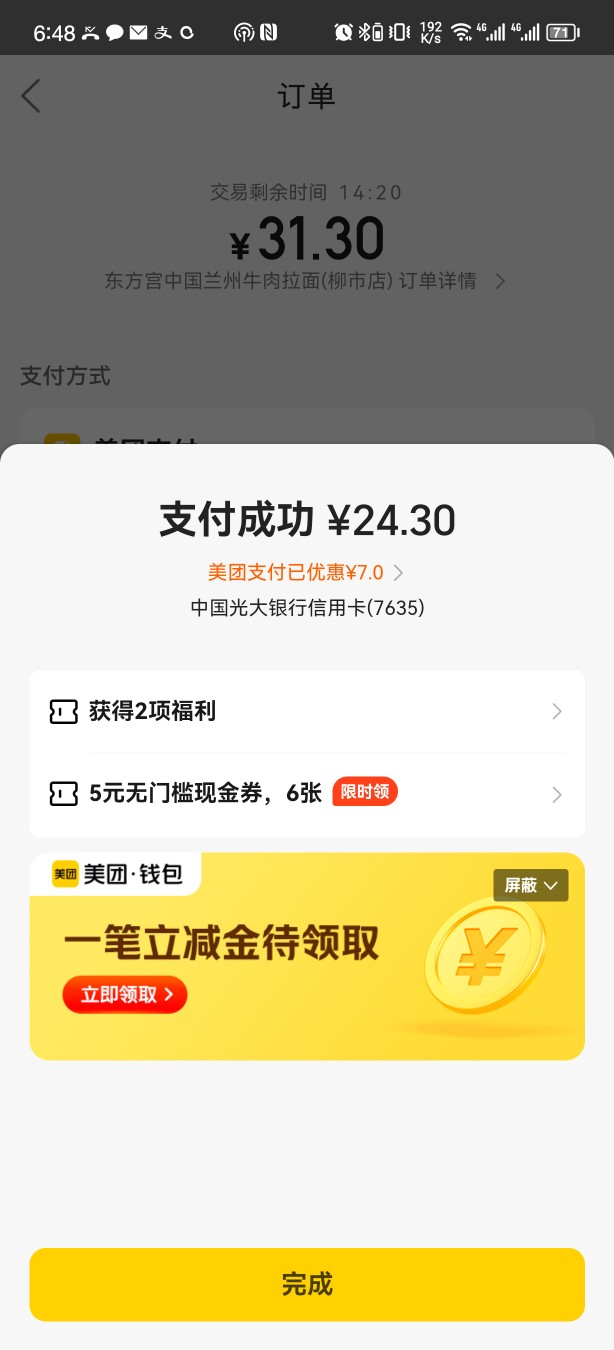 6:48 支 192 K/s 4G 4G 71
订单
交易剩余时间 14:20
¥31.30
东方宫中国兰州牛肉拉面(柳市店) 订单详情
支付方式
美团支付
支付成功 ¥24.30
美团支付已优惠¥7.0
中国光大银行信用卡(7635)
获得2项福利
5元无门槛现金券，6张 限时领
美团 美团·钱包
屏蔽
一笔立减金待领取
立即领取
完成